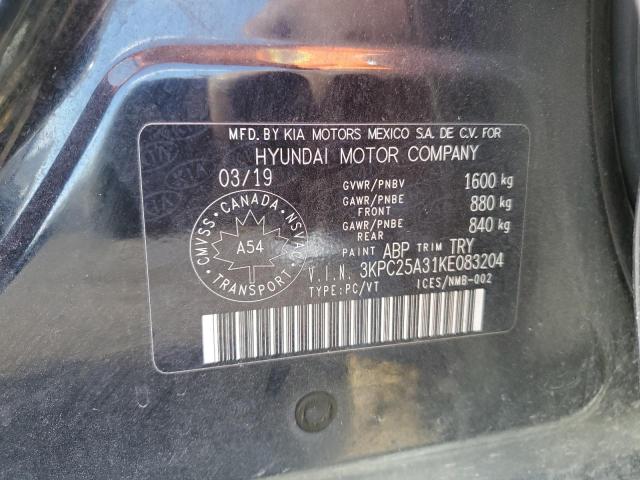 MFD. BY KIA MOTORS MEXICO S.A. DE C.V. FOR
HYUNDAI MOTOR COMPANY
03/19
GVWR/PNBV 1600 kg
GAWR/PNBE FRONT 880 kg
GAWR/PNBE REAR 840 kg
PAINT ABP TRIM TRY
V.I.N. 3KPC25A31KE083204
TYPE: PC/VT ICES/NMB-002
CANADA
CMVSS NSVAC
A54
TRANSPORT